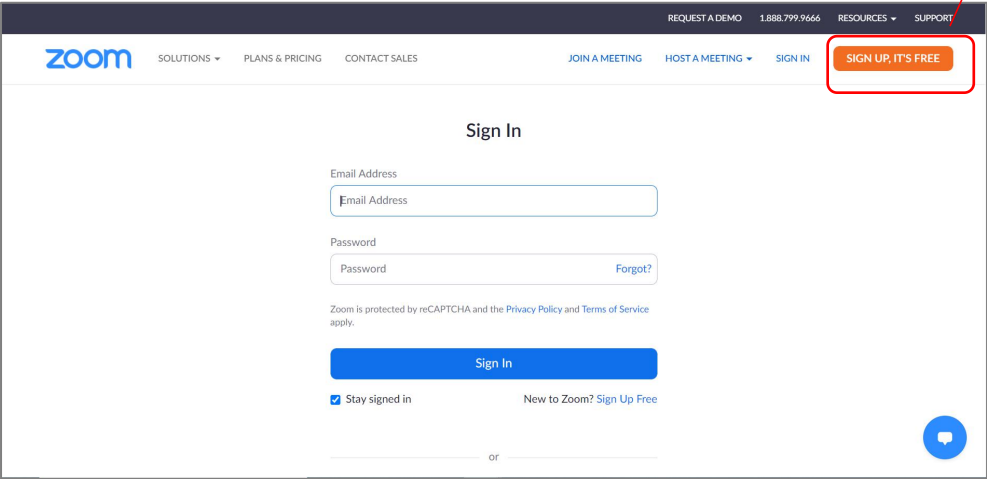 REQUEST A DEMO 1.888.799.9666 RESOURCES SUPPORT
zoom SOLUTIONS PLANS & PRICING CONTACT SALES JOIN A MEETING HOST A MEETING SIGN IN SIGN UP, IT'S FREE
Sign In
Email Address
Email Address
Password
Password Forgot?
Zoom is protected by reCAPTCHA and the Privacy Policy and Terms of Service
apply.
Sign In
Stay signed in New to Zoom? Sign Up Free
or